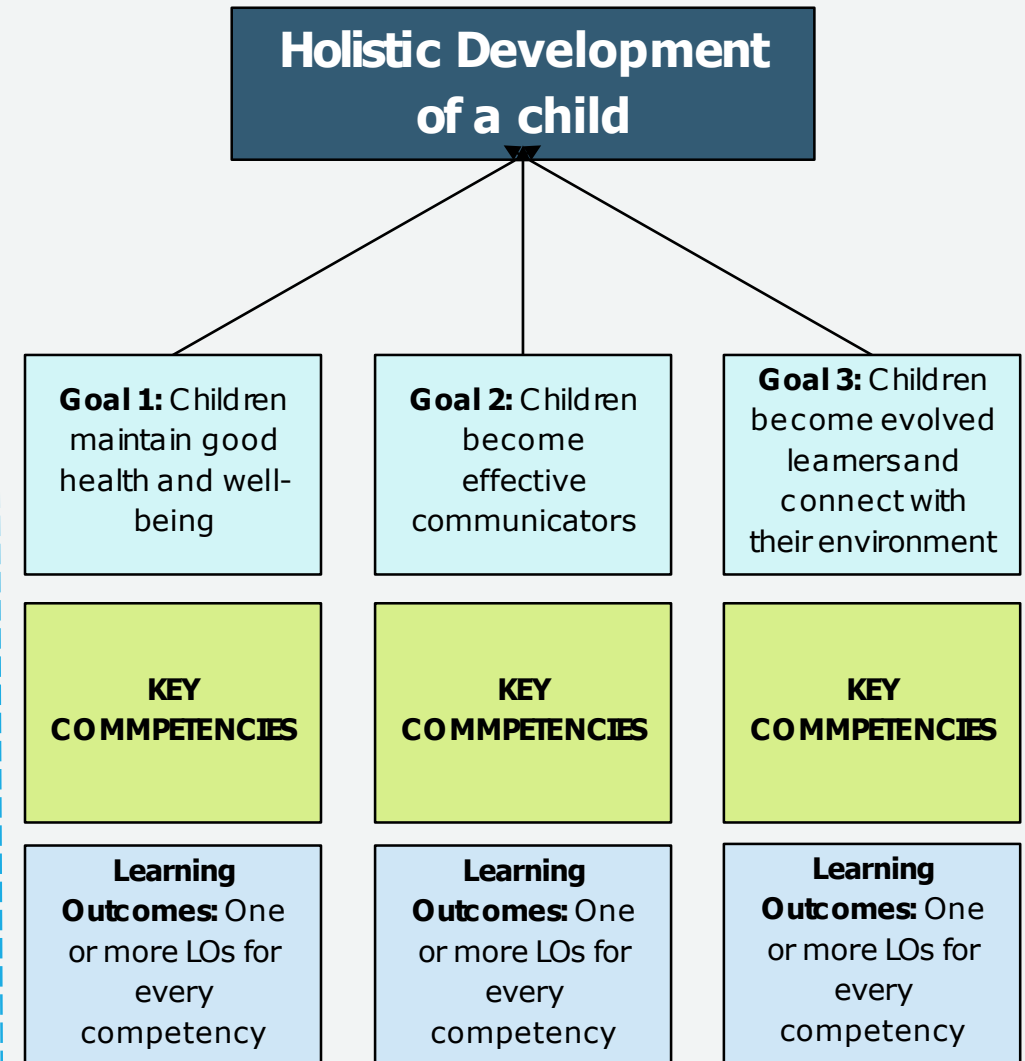 Holistic Development
of a child
Goal 1: Children
maintain good
health and well-
being
Goal 2: Children
become
effective
communicators
Goal 3: Children
become evolved
learners and
connect with
their environment
KEY
COMMPETENCIES
KEY
COMMPETENCIES
KEY
COMMPETENCIES
Learning
Outcomes: One
or more LOs for
every
competency
Learning
Outcomes: One
or more LOs for
every
competency
Learning
Outcomes: One
or more LOs for
every
competency